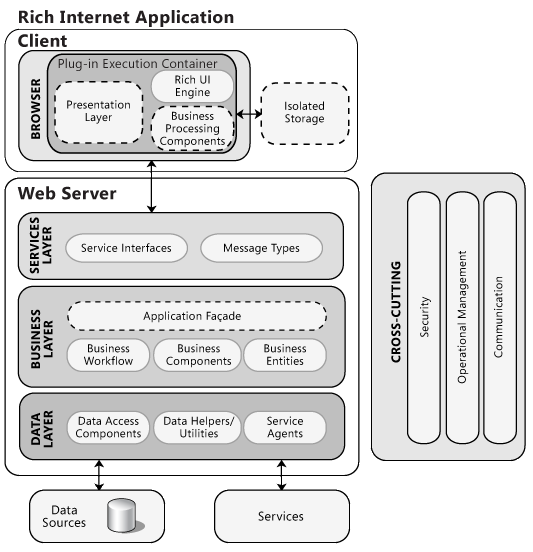 Rich Internet Application
Client
BROWSER
Plug-in Execution Container
Presentation
Layer
Rich UI
Engine
Business
Processing
Components
Isolated
Storage
Web Server
SERVICES
LAYER
Service Interfaces
Message Types
BUSINESS
LAYER
Application Façade
Business
Workflow
Business
Components
Business
Entities
DATA
LAYER
Data Access
Components
Data Helpers/
Utilities
Service
Agents
Data
Sources
Services
CROSS-CUTTING
Security
Operational Management
Communication